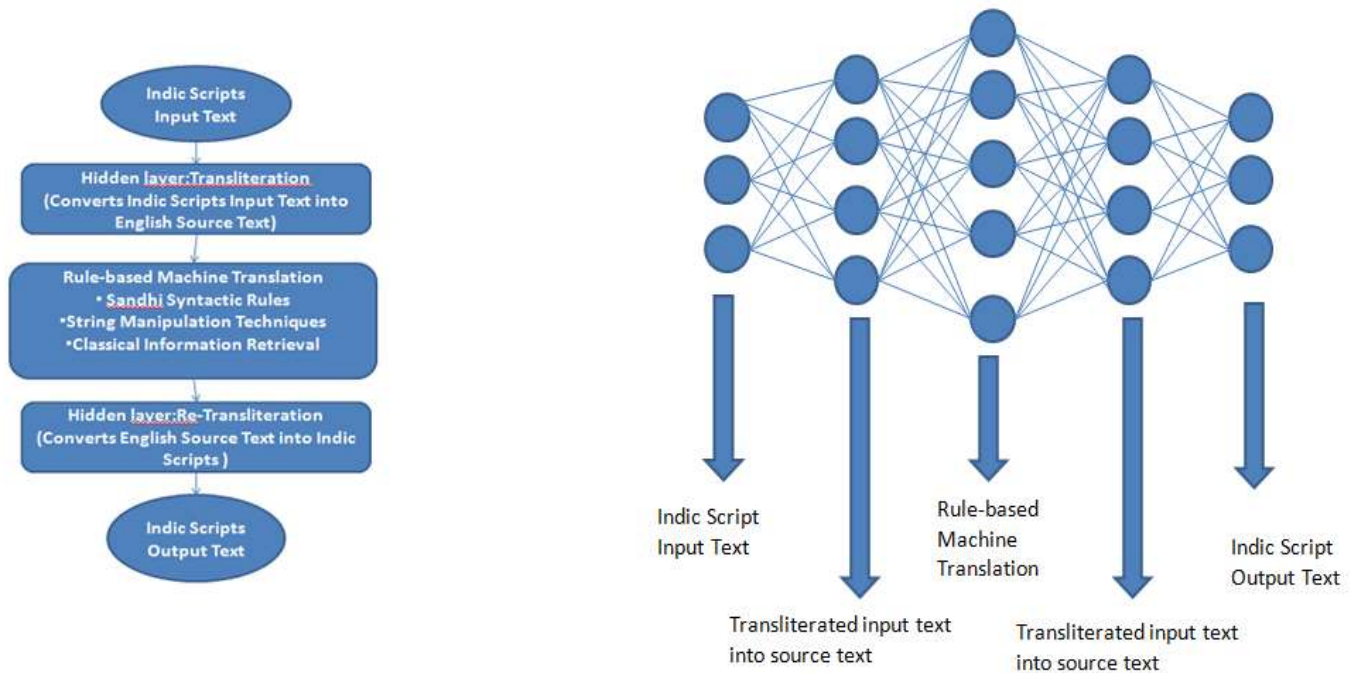 Indic Scripts
Input Text
Hidden layer:Transliteration
(Converts Indic Scripts Input Text into
English Source Text)
Rule-based Machine Translation
• Sandhi Syntactic Rules
•String Manipulation Techniques
•Classical Information Retrieval
Hidden layer:Re-Transliteration
(Converts English Source Text into Indic
Scripts )
Indic Scripts
Output Text
Indic Script
Input Text
Transliterated input text
into source text
Rule-based
Machine
Translation
Transliterated input text
into source text
Indic Script
Output Text